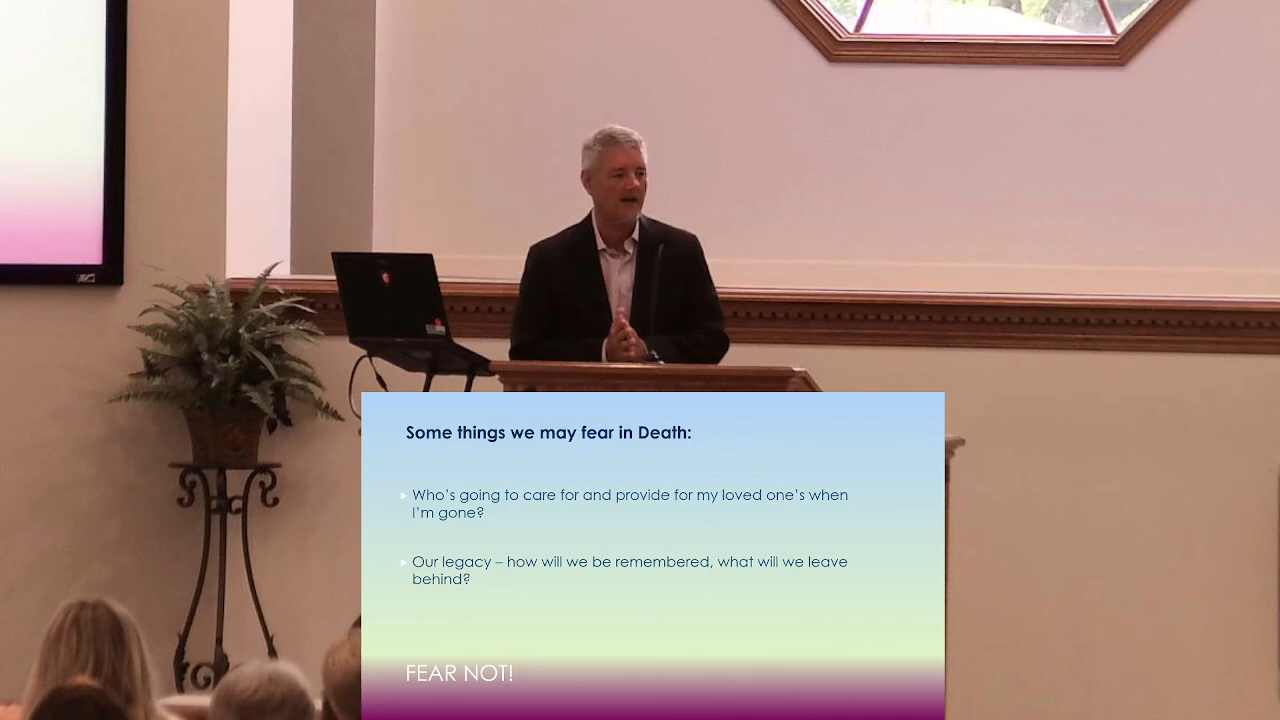 Some things we may fear in Death:
Who's going to care for and provide for my loved one's when
I'm gone?
Our legacy – how will we be remembered, what will we leave
behind?
FEAR NOT!